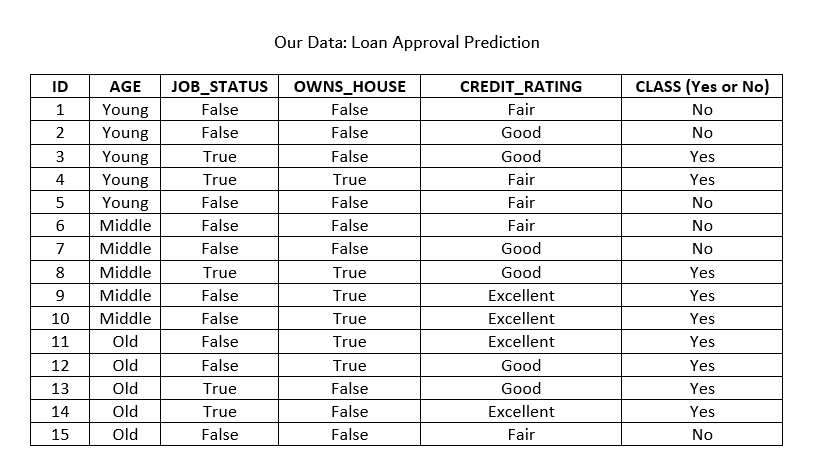 Our Data: Loan Approval Prediction
ID AGE JOB_STATUS OWNS_HOUSE CREDIT_RATING CLASS (Yes or No)
1 Young False False Fair No
2 Young False False Good No
3 Young True False Good Yes
4 Young True True Fair Yes
5 Young False False Fair No
6 Middle False False Fair No
7 Middle False False Good No
8 Middle True True Good Yes
9 Middle False True Excellent Yes
10 Middle False True Excellent Yes
11 Old False True Excellent Yes
12 Old False True Good Yes
13 Old True False Good Yes
14 Old True False Excellent Yes
15 Old False False Fair No